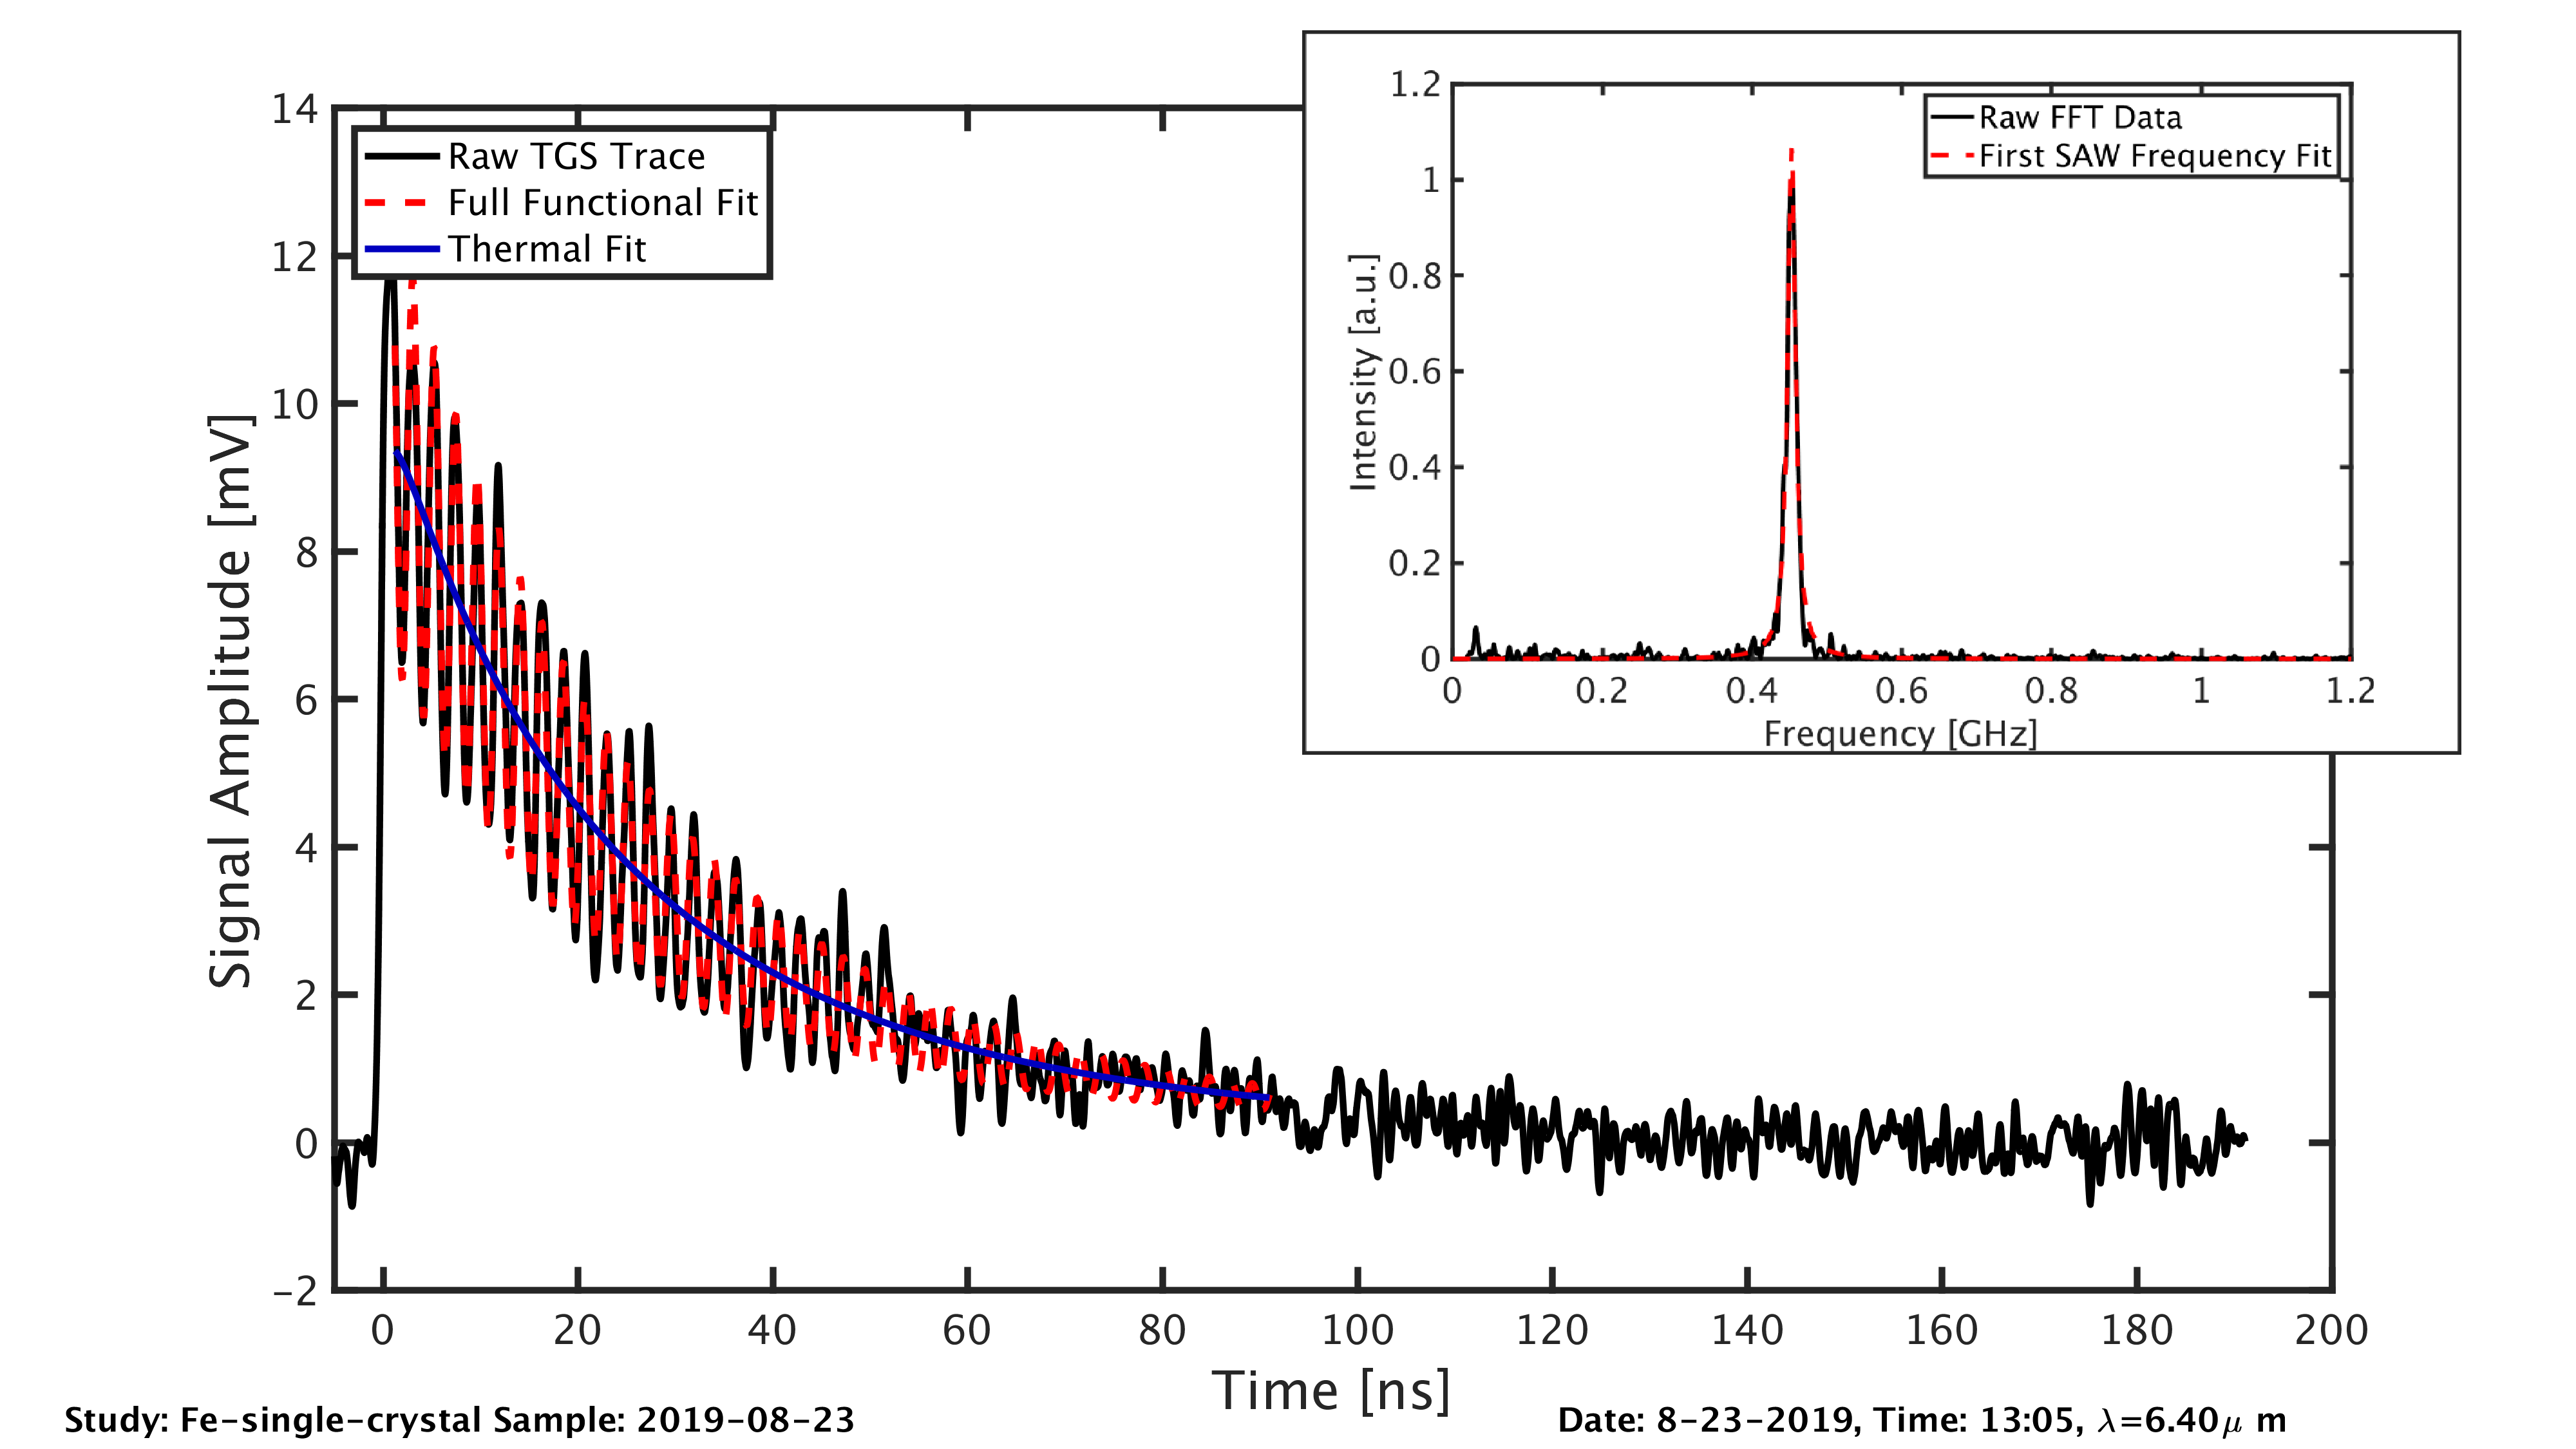 1.2
1
0.8
0.6
0.4
0.2
0
Intensity [a.u.]
Raw FFT Data
First SAW Frequency Fit
0 0.2 0.4 0.6 0.8 1 1.2
Frequency [GHz]
14
12
10
8
6
4
2
0
-2
Signal Amplitude [mV]
Raw TGS Trace
Full Functional Fit
Thermal Fit
0 20 40 60 80 100 120 140 160 180 200
Time [ns]
Study: Fe-single-crystal Sample: 2019-08-23
Date: 8-23-2019, Time: 13:05, λ=6.40μ m